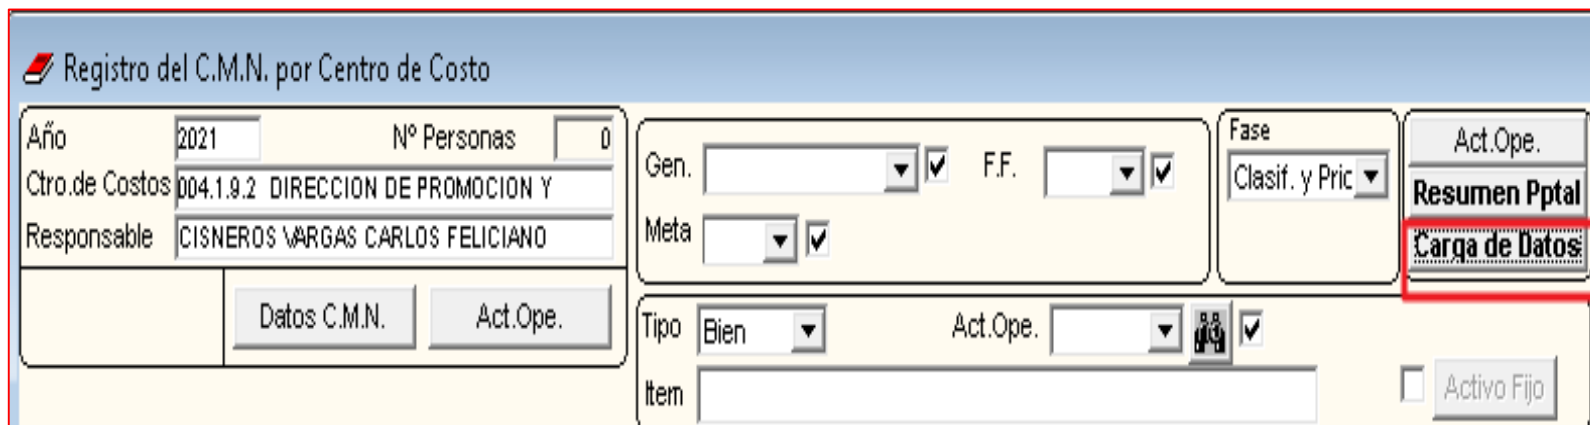 Registro del C.M.N. por Centro de Costo
Año 2021 Nº Personas 0
Ctro.de Costos 004.1.9.2 DIRECCION DE PROMOCION Y
Responsable CISNEROS VARGAS CARLOS FELICIANO
Datos C.M.N. Act.Ope.
Gen. F.F.
Meta
Fase
Clasif. y Pric
Act.Ope.
Resumen Pptal
Carga de Datos
Tipo Bien Act.Ope.
Item Activo Fijo